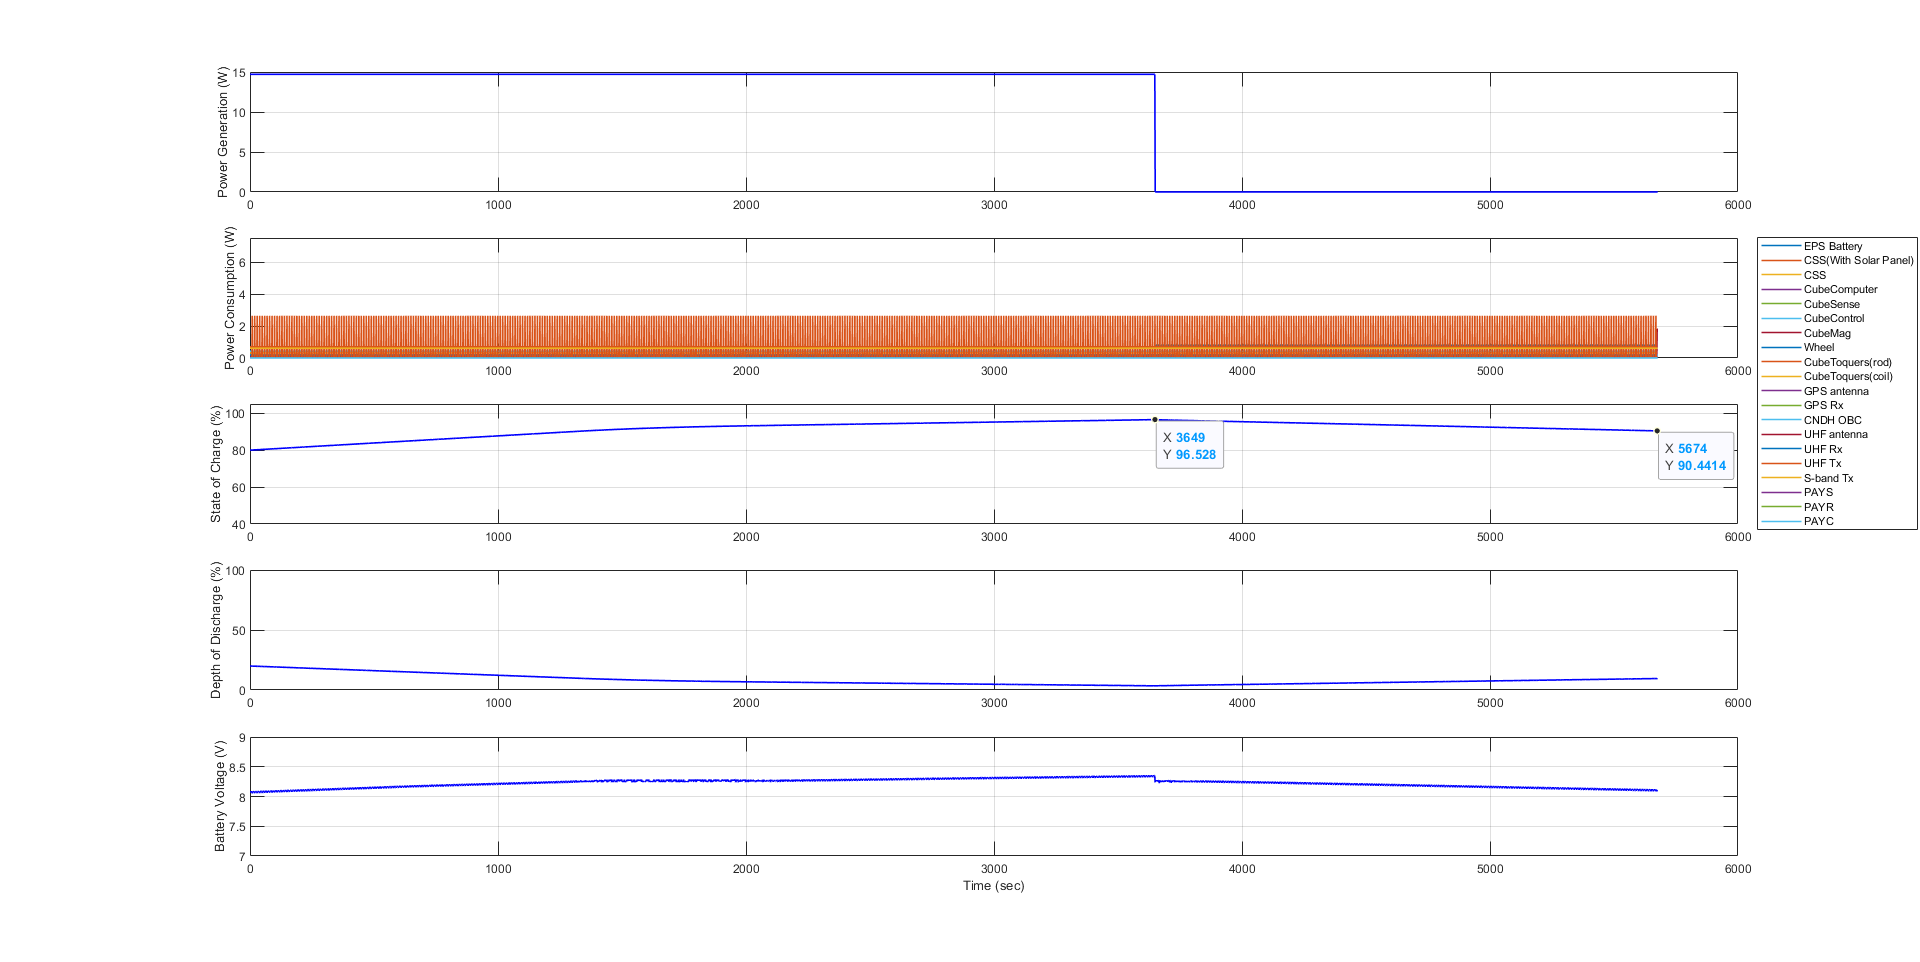 Power Generation (W)
15
10
5
0
0 1000 2000 3000 4000 5000 6000
Power Consumption (W)
6
4
2
0
0 1000 2000 3000 4000 5000 6000
EPS Battery
CSS(With Solar Panel)
CSS
CubeComputer
CubeSense
CubeControl
CubeMag
Wheel
CubeToquers(rod)
CubeToquers(coil)
GPS antenna
GPS Rx
CNDH OBC
UHF antenna
UHF Rx
UHF Tx
S-band Tx
PAYS
PAYR
PAYC
State of Charge (%)
100
80
60
40
X 3649
Y 96.528
X 5674
Y 90.4414
0 1000 2000 3000 4000 5000 6000
Depth of Discharge (%)
100
50
0
0 1000 2000 3000 4000 5000 6000
Battery Voltage (V)
9
8.5
8
7.5
7
0 1000 2000 3000 4000 5000 6000
Time (sec)